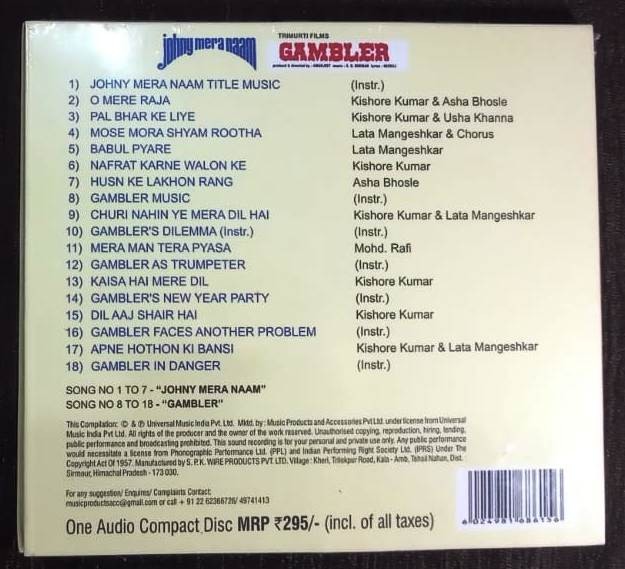 johny mera naam
TRIMURTI FILMS
GAMBLER
1) JOHNY MERA NAAM TITLE MUSIC (Instr.)
2) O MERE RAJA Kishore Kumar & Asha Bhosle
3) PAL BHAR KE LIYE Kishore Kumar & Usha Khanna
4) MOSE MORA SHYAM ROOTHA Lata Mangeshkar & Chorus
5) BABUL PYARE Lata Mangeshkar
6) NAFRAT KARNE WALON KE Kishore Kumar
7) HUSN KE LAKHON RANG Asha Bhosle
8) GAMBLER MUSIC (Instr.)
9) CHURI NAHIN YE MERA DIL HAI Kishore Kumar & Lata Mangeshkar
10) GAMBLER'S DILEMMA (Instr.) (Instr.)
11) MERA MAN TERA PYASA Mohd. Rafi
12) GAMBLER AS TRUMPETER (Instr.)
13) KAISA HAI MERE DIL Kishore Kumar
14) GAMBLER'S NEW YEAR PARTY (Instr.)
15) DIL AAJ SHAIR HAI Kishore Kumar
16) GAMBLER FACES ANOTHER PROBLEM (Instr.)
17) APNE HOTHON KI BANSI Kishore Kumar & Lata Mangeshkar
18) GAMBLER IN DANGER (Instr.)
SONG NO 1 TO 7 - "JOHNY MERA NAAM"
SONG NO 8 TO 18 - "GAMBLER"
This Compilation: © & ℗ Universal Music India Pvt. Ltd. Mktd. by: Music Products and Accessories Pvt Ltd. under license from Universal
Music India Pvt Ltd. All rights of the producer and the owner of the work reserved. Unauthorised copying, reproduction, hiring, lending,
public performance and broadcasting prohibited. This sound recording is for your personal and private use only. Any public performance
would necessitate a license from Phonographic Performance Ltd. (PPL) and Indian Performing Right Society Ltd. (IPRS) Under The
Copyright Act Of 1957. Manufactured by S. P. K. WIRE PRODUCTS PVT. LTD. Village : Kheri, Trilokpur Road, Kala - Amb, Tehsil Nahan, Dist.
Sirmour, Himachal Pradesh - 173 030.
For any suggestion/ Enquires/ Complaints Contact:
musicproductsacc@gmail.com or call + 91 22 62366726/ 49741413
One Audio Compact Disc MRP ₹295/- (incl. of all taxes)
6 024981 686156